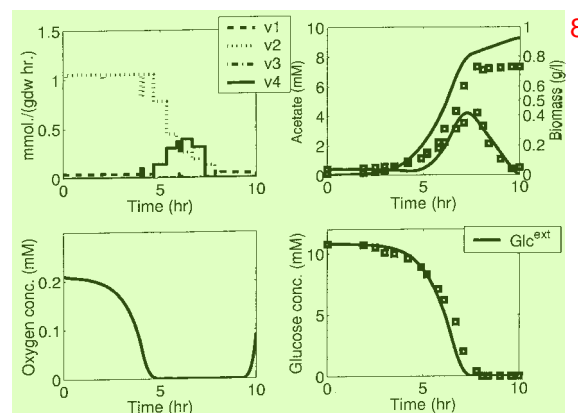 8
v1
v2
v3
v4
mmol./(gdw hr.)
1.5
1
0.5
0
0
5
10
Time (hr)
Acetate (mM)
10
8
6
4
2
0
1
0.8
0.6
0.5
0.4
0.2
0
Biomass (g/l)
0
5
10
Time (hr)
Oxygen conc. (mM)
0.2
0.1
0
0
5
10
Time (hr)
Glucose conc. (mM)
10
5
0
Glc^ext
0
5
10
Time (hr)